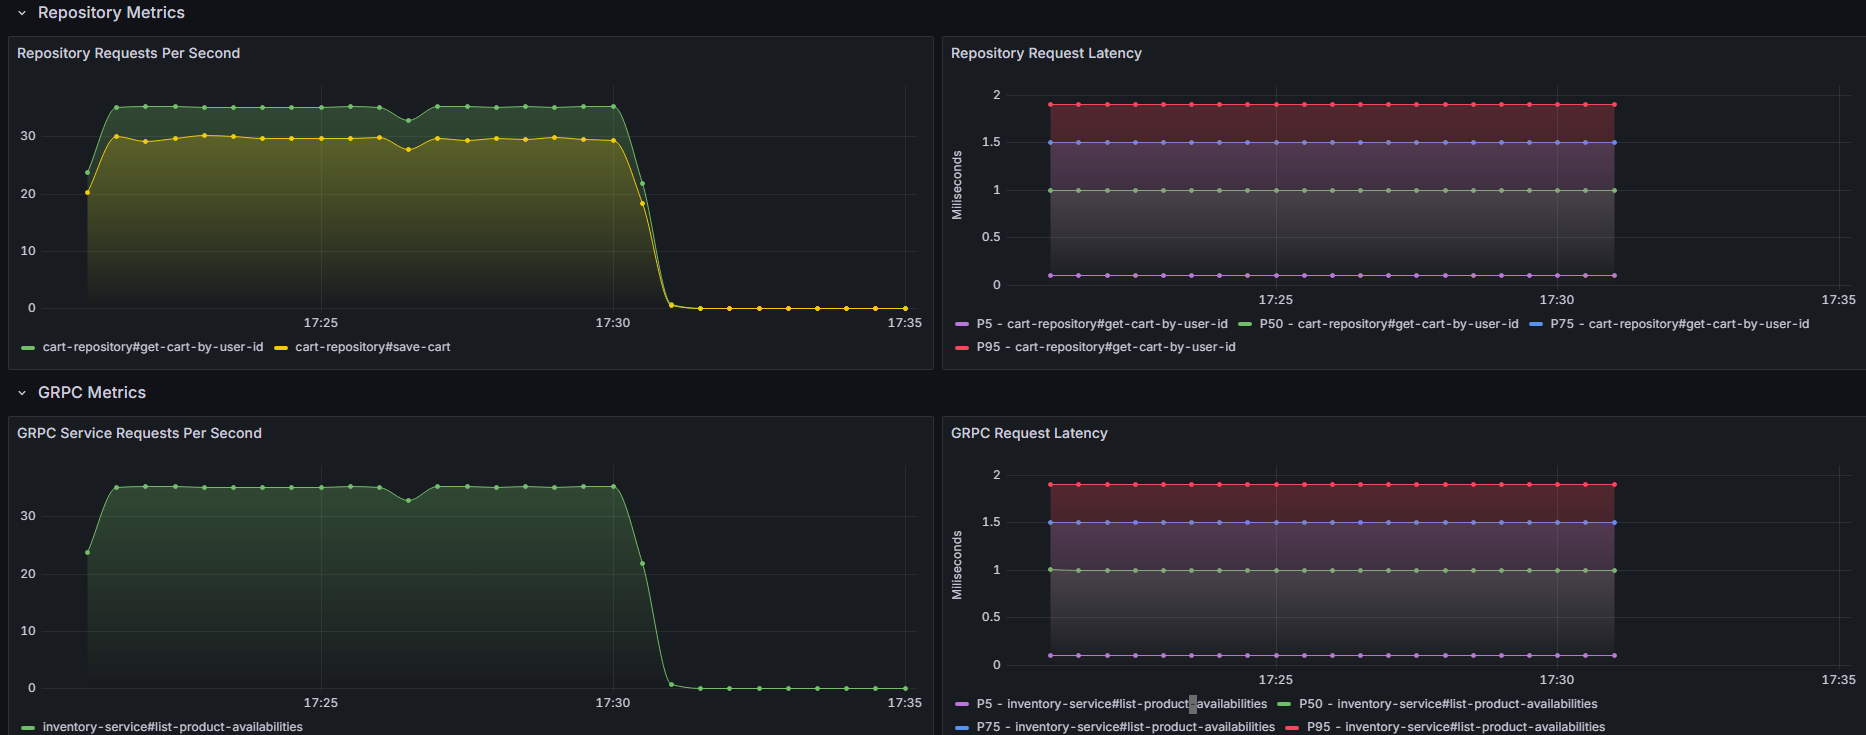 Repository Metrics
Repository Requests Per Second
30
20
10
0
17:25 17:30 17:35
cart-repository#get-cart-by-user-id cart-repository#save-cart
Repository Request Latency
Miliseconds
2
1.5
1
0.5
0
17:25 17:30 17:35
P5 - cart-repository#get-cart-by-user-id P50 - cart-repository#get-cart-by-user-id P75 - cart-repository#get-cart-by-user-id
P95 - cart-repository#get-cart-by-user-id
GRPC Metrics
GRPC Service Requests Per Second
30
20
10
0
17:25 17:30 17:35
inventory-service#list-product-availabilities
GRPC Request Latency
Miliseconds
2
1.5
1
0.5
0
17:25 17:30 17:35
P5 - inventory-service#list-product-availabilities P50 - inventory-service#list-product-availabilities
P75 - inventory-service#list-product-availabilities P95 - inventory-service#list-product-availabilities